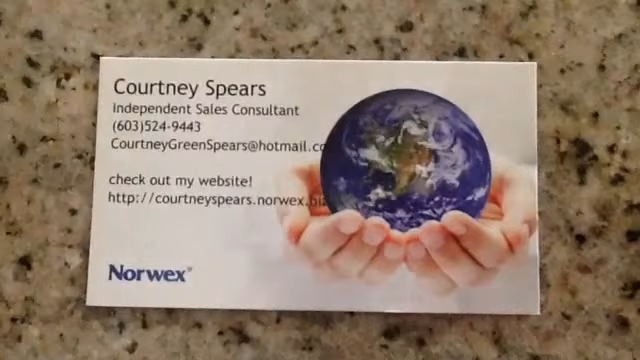 Courtney Spears
Independent Sales Consultant
(603)524-9443
CourtneyGreenSpears@hotmail.co
check out my website!
http://courtneyspears.norwex.biz
Norwex®